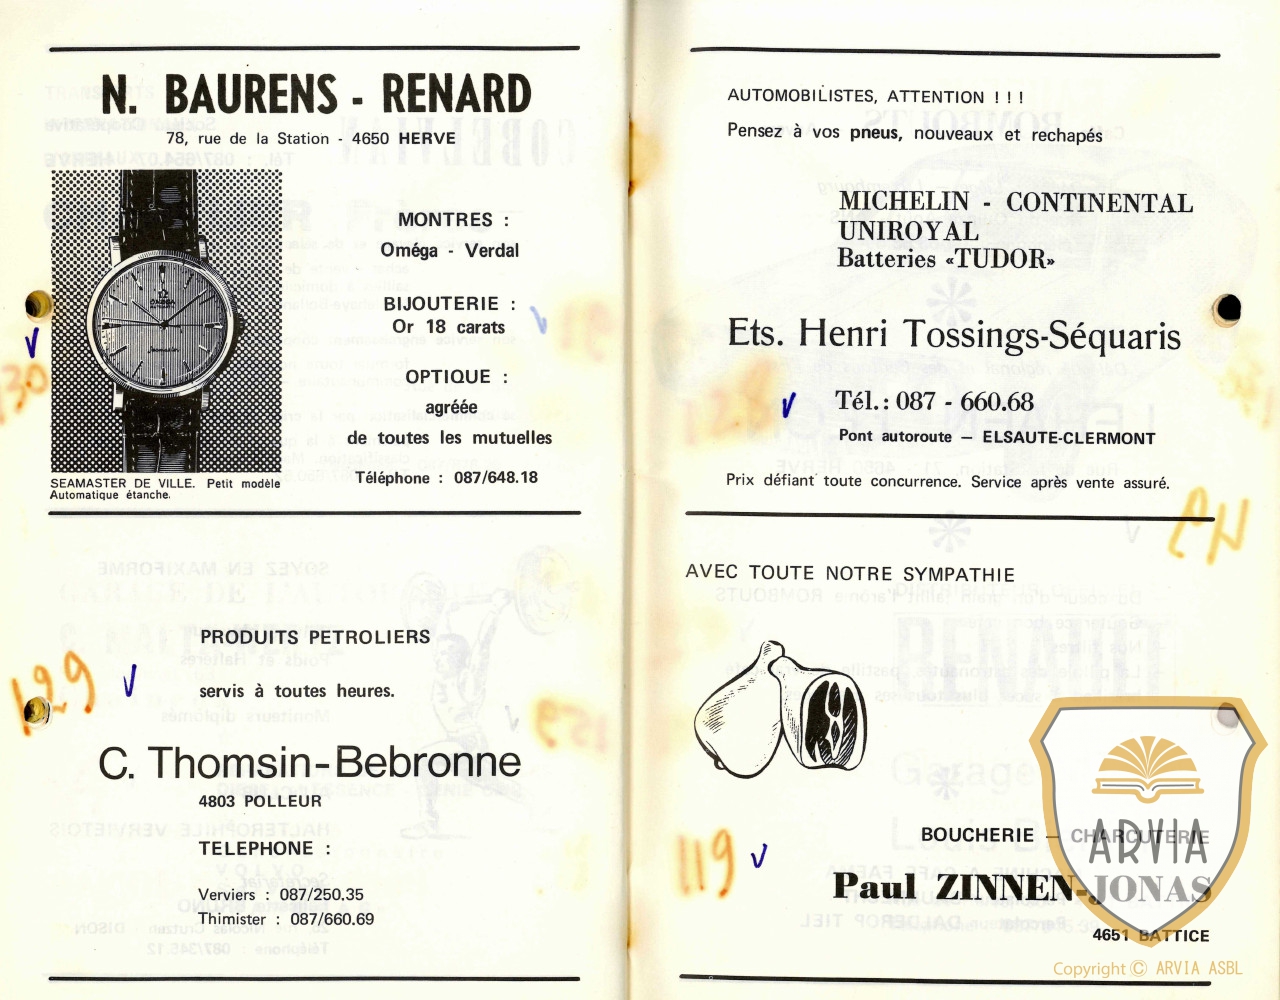 N. BAURENS - RENARD
78, rue de la Station - 4650 HERVE
OMEGA
Seamaster
MONTRES :
Oméga - Verdal
BIJOUTERIE :
Or 18 carats
OPTIQUE :
agréée
de toutes les mutuelles
Téléphone : 087/648.18
SEAMASTER DE VILLE. Petit modèle
Automatique étanche.
130
PRODUITS PETROLIERS
servis à toutes heures.
129
C. Thomsin-Bebronne
4803 POLLEUR
TELEPHONE :
Verviers : 087/250.35
Thimister : 087/660.69
AUTOMOBILISTES, ATTENTION ! ! !
Pensez à vos pneus, nouveaux et rechapés
MICHELIN - CONTINENTAL
UNIROYAL
Batteries «TUDOR»
Ets. Henri Tossings-Séquaris
Tél.: 087 - 660.68
Pont autoroute — ELSAUTE-CLERMONT
Prix défiant toute concurrence. Service après vente assuré.
AVEC TOUTE NOTRE SYMPATHIE
119
BOUCHERIE — CHARCUTERIE
Paul ZINNEN-JONAS
4651 BATTICE
ARVIA
Copyright © ARVIA ASBL